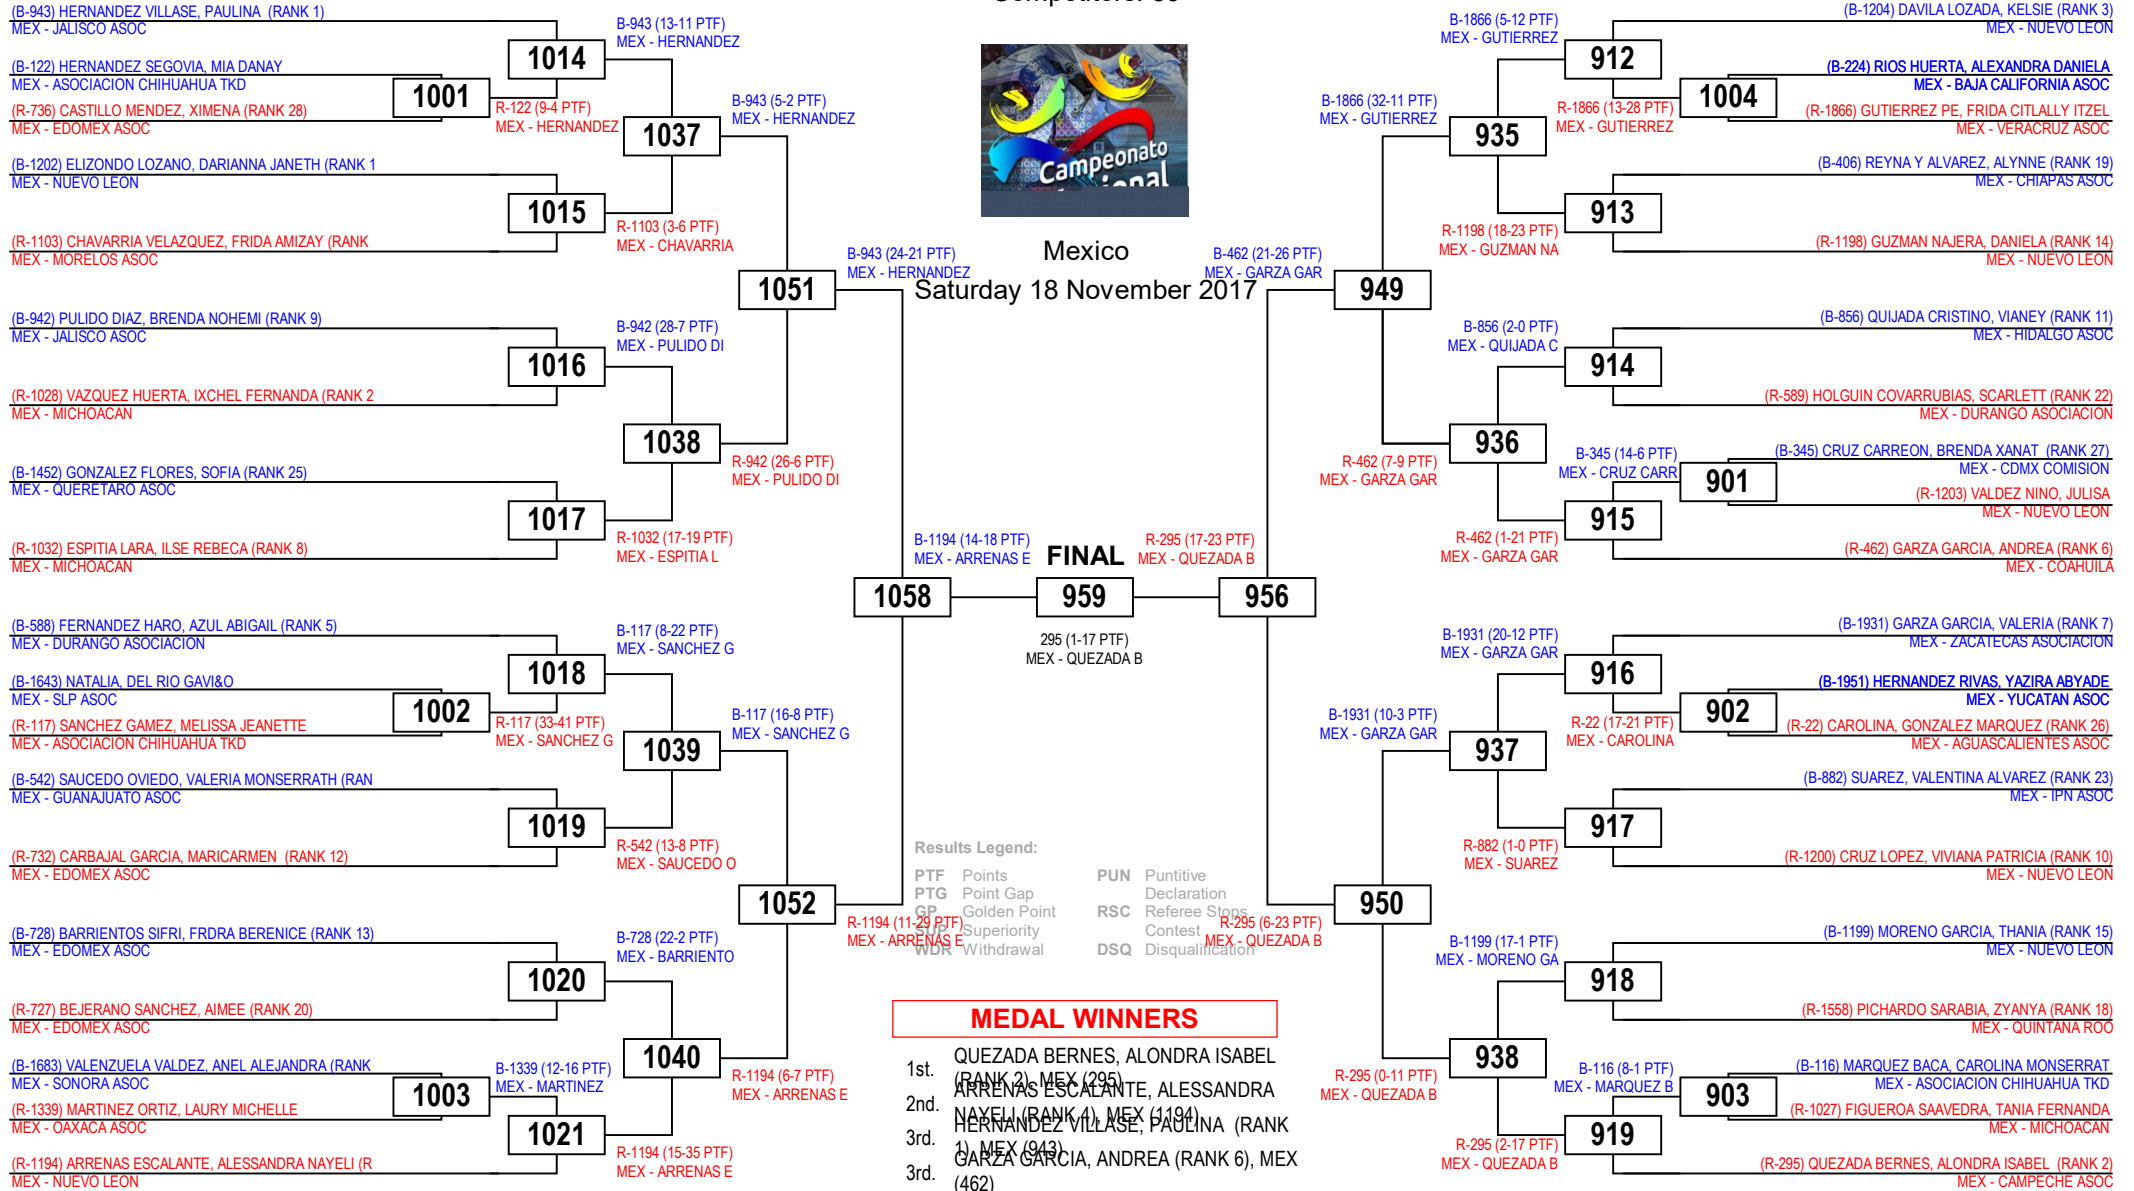 (B-943) HERNANDEZ VILLASE, PAULINA (RANK 1)
MEX - JALISCO ASOC
(B-122) HERNANDEZ SEGOVIA, MIA DANAY
MEX - ASOCIACION CHIHUAHUA TKD
(R-736) CASTILLO MENDEZ, XIMENA (RANK 28)
MEX - EDOMEX ASOC
(B-1202) ELIZONDO LOZANO, DARIANNA JANETH (RANK 1
MEX - NUEVO LEON
(R-1103) CHAVARRIA VELAZQUEZ, FRIDA AMIZAY (RANK
MEX - MORELOS ASOC
(B-942) PULIDO DIAZ, BRENDA NOHEMI (RANK 9)
MEX - JALISCO ASOC
(R-1028) VAZQUEZ HUERTA, IXCHEL FERNANDA (RANK 2
MEX - MICHOACAN
(B-1452) GONZALEZ FLORES, SOFIA (RANK 25)
MEX - QUERETARO ASOC
(R-1032) ESPITIA LARA, ILSE REBECA (RANK 8)
MEX - MICHOACAN
(B-588) FERNANDEZ HARO, AZUL ABIGAIL (RANK 5)
MEX - DURANGO ASOCIACION
(B-1643) NATALIA, DEL RIO GAVI&O
MEX - SLP ASOC
(R-117) SANCHEZ GAMEZ, MELISSA JEANETTE
MEX - ASOCIACION CHIHUAHUA TKD
(B-542) SAUCEDO OVIEDO, VALERIA MONSERRATH (RAN
MEX - GUANAJUATO ASOC
(R-732) CARBAJAL GARCIA, MARICARMEN (RANK 12)
MEX - EDOMEX ASOC
(B-728) BARRIENTOS SIFRI, FRDRA BERENICE (RANK 13)
MEX - EDOMEX ASOC
(R-727) BEJERANO SANCHEZ, AIMEE (RANK 20)
MEX - EDOMEX ASOC
(B-1683) VALENZUELA VALDEZ, ANEL ALEJANDRA (RANK
MEX - SONORA ASOC
(R-1339) MARTINEZ ORTIZ, LAURY MICHELLE
MEX - OAXACA ASOC
(R-1194) ARRENAS ESCALANTE, ALESSANDRA NAYELI (R
MEX - NUEVO LEON
1001
R-122 (9-4 PTF)
MEX - HERNANDEZ
1002
R-117 (33-41 PTF)
MEX - SANCHEZ G
1003
B-1339 (12-16 PTF)
MEX - MARTINEZ
1014
B-943 (13-11 PTF)
MEX - HERNANDEZ
1015
R-1103 (3-6 PTF)
MEX - CHAVARRIA
1016
B-942 (28-7 PTF)
MEX - PULIDO DI
1017
R-1032 (17-19 PTF)
MEX - ESPITIA L
1018
B-117 (8-22 PTF)
MEX - SANCHEZ G
1019
R-542 (13-8 PTF)
MEX - SAUCEDO O
1020
B-728 (22-2 PTF)
MEX - BARRIENTO
1021
R-1194 (15-35 PTF)
MEX - ARRENAS E
1037
B-943 (5-2 PTF)
MEX - HERNANDEZ
1038
R-942 (26-6 PTF)
MEX - PULIDO DI
1039
B-117 (16-8 PTF)
MEX - SANCHEZ G
1040
R-1194 (6-7 PTF)
MEX - ARRENAS E
1051
B-943 (24-21 PTF)
MEX - HERNANDEZ
1052
R-1194 (11-29 PTF)
MEX - ARRENAS E
1058
B-1194 (14-18 PTF)
MEX - ARRENAS E
Campeonato
Mexico
Saturday 18 November 2017
FINAL
959
295 (1-17 PTF)
MEX - QUEZADA B
R-295 (17-23 PTF)
MEX - QUEZADA B
956
B-462 (21-26 PTF)
MEX - GARZA GAR
949
R-295 (6-23 PTF)
MEX - QUEZADA B
950
B-1866 (32-11 PTF)
MEX - GUTIERREZ
935
R-462 (7-9 PTF)
MEX - GARZA GAR
936
B-1931 (10-3 PTF)
MEX - GARZA GAR
937
R-295 (0-11 PTF)
MEX - QUEZADA B
938
B-1866 (5-12 PTF)
MEX - GUTIERREZ
912
R-1198 (18-23 PTF)
MEX - GUZMAN NA
913
B-856 (2-0 PTF)
MEX - QUIJADA C
914
R-462 (1-21 PTF)
MEX - GARZA GAR
915
B-1931 (20-12 PTF)
MEX - GARZA GAR
916
R-882 (1-0 PTF)
MEX - SUAREZ
917
B-1199 (17-1 PTF)
MEX - MORENO GA
918
R-295 (2-17 PTF)
MEX - QUEZADA B
919
R-1866 (13-28 PTF)
MEX - GUTIERREZ
1004
B-345 (14-6 PTF)
MEX - CRUZ CARR
901
R-22 (17-21 PTF)
MEX - CAROLINA
902
B-116 (8-1 PTF)
MEX - MARQUEZ B
903
(B-1204) DAVILA LOZADA, KELSIE (RANK 3)
MEX - NUEVO LEON
(B-224) RIOS HUERTA, ALEXANDRA DANIELA
MEX - BAJA CALIFORNIA ASOC
(R-1866) GUTIERREZ PE, FRIDA CITLALLY ITZEL
MEX - VERACRUZ ASOC
(B-406) REYNA Y ALVAREZ, ALYNNE (RANK 19)
MEX - CHIAPAS ASOC
(R-1198) GUZMAN NAJERA, DANIELA (RANK 14)
MEX - NUEVO LEON
(B-856) QUIJADA CRISTINO, VIANEY (RANK 11)
MEX - HIDALGO ASOC
(R-589) HOLGUIN COVARRUBIAS, SCARLETT (RANK 22)
MEX - DURANGO ASOCIACION
(B-345) CRUZ CARREON, BRENDA XANAT (RANK 27)
MEX - CDMX COMISION
(R-1203) VALDEZ NINO, JULISA
MEX - NUEVO LEON
(R-462) GARZA GARCIA, ANDREA (RANK 6)
MEX - COAHUILA
(B-1931) GARZA GARCIA, VALERIA (RANK 7)
MEX - ZACATECAS ASOCIACION
(B-1951) HERNANDEZ RIVAS, YAZIRA ABYADE
MEX - YUCATAN ASOC
(R-22) CAROLINA, GONZALEZ MARQUEZ (RANK 26)
MEX - AGUASCALIENTES ASOC
(B-882) SUAREZ, VALENTINA ALVAREZ (RANK 23)
MEX - IPN ASOC
(R-1200) CRUZ LOPEZ, VIVIANA PATRICIA (RANK 10)
MEX - NUEVO LEON
(B-1199) MORENO GARCIA, THANIA (RANK 15)
MEX - NUEVO LEON
(R-1558) PICHARDO SARABIA, ZYANYA (RANK 18)
MEX - QUINTANA ROO
(B-116) MARQUEZ BACA, CAROLINA MONSERRAT
MEX - ASOCIACION CHIHUAHUA TKD
(R-1027) FIGUEROA SAAVEDRA, TANIA FERNANDA
MEX - MICHOACAN
(R-295) QUEZADA BERNES, ALONDRA ISABEL (RANK 2)
MEX - CAMPECHE ASOC
Results Legend:
PTF Points
PTG Point Gap
GP Golden Point
SUP Superiority
WDR Withdrawal
PUN Puntitive
Declaration
RSC Referee Stops
Contest
DSQ Disqualification
MEDAL WINNERS
1st. QUEZADA BERNES, ALONDRA ISABEL
(RANK 2), MEX (295)
2nd. ARRENAS ESCALANTE, ALESSANDRA
NAYELI (RANK 4), MEX (1194)
3rd. HERNANDEZ VILLASE, PAULINA (RANK
1), MEX (943)
3rd. GARZA GARCIA, ANDREA (RANK 6), MEX
(462)